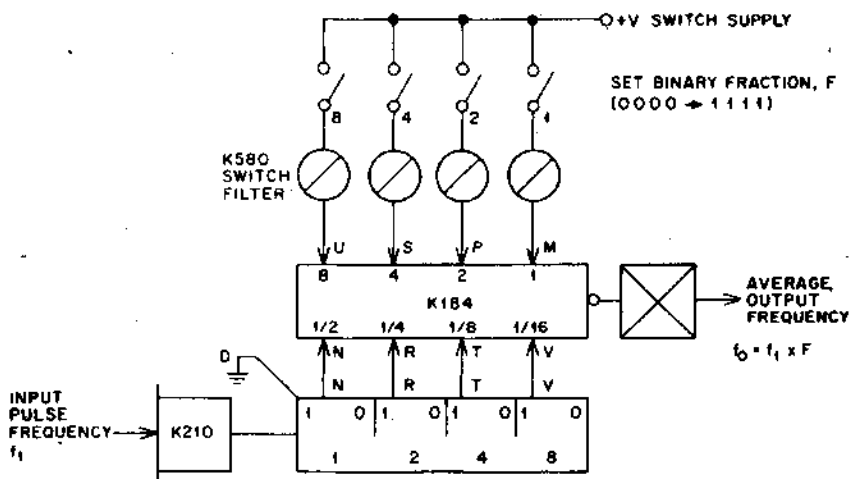 +V SWITCH SUPPLY
SET BINARY FRACTION, F
(0000 → 1111)
8 4 2 1
K580
SWITCH
FILTER
U S P M
8 4 2 1
K184
1/2 1/4 1/8 1/16
AVERAGE
OUTPUT
FREQUENCY
f₀ = f₁ x F
N R T V
D
N R T V
INPUT
PULSE
FREQUENCY
f₁
K210
1 0 1 0 1 0 1 0
1 2 4 8